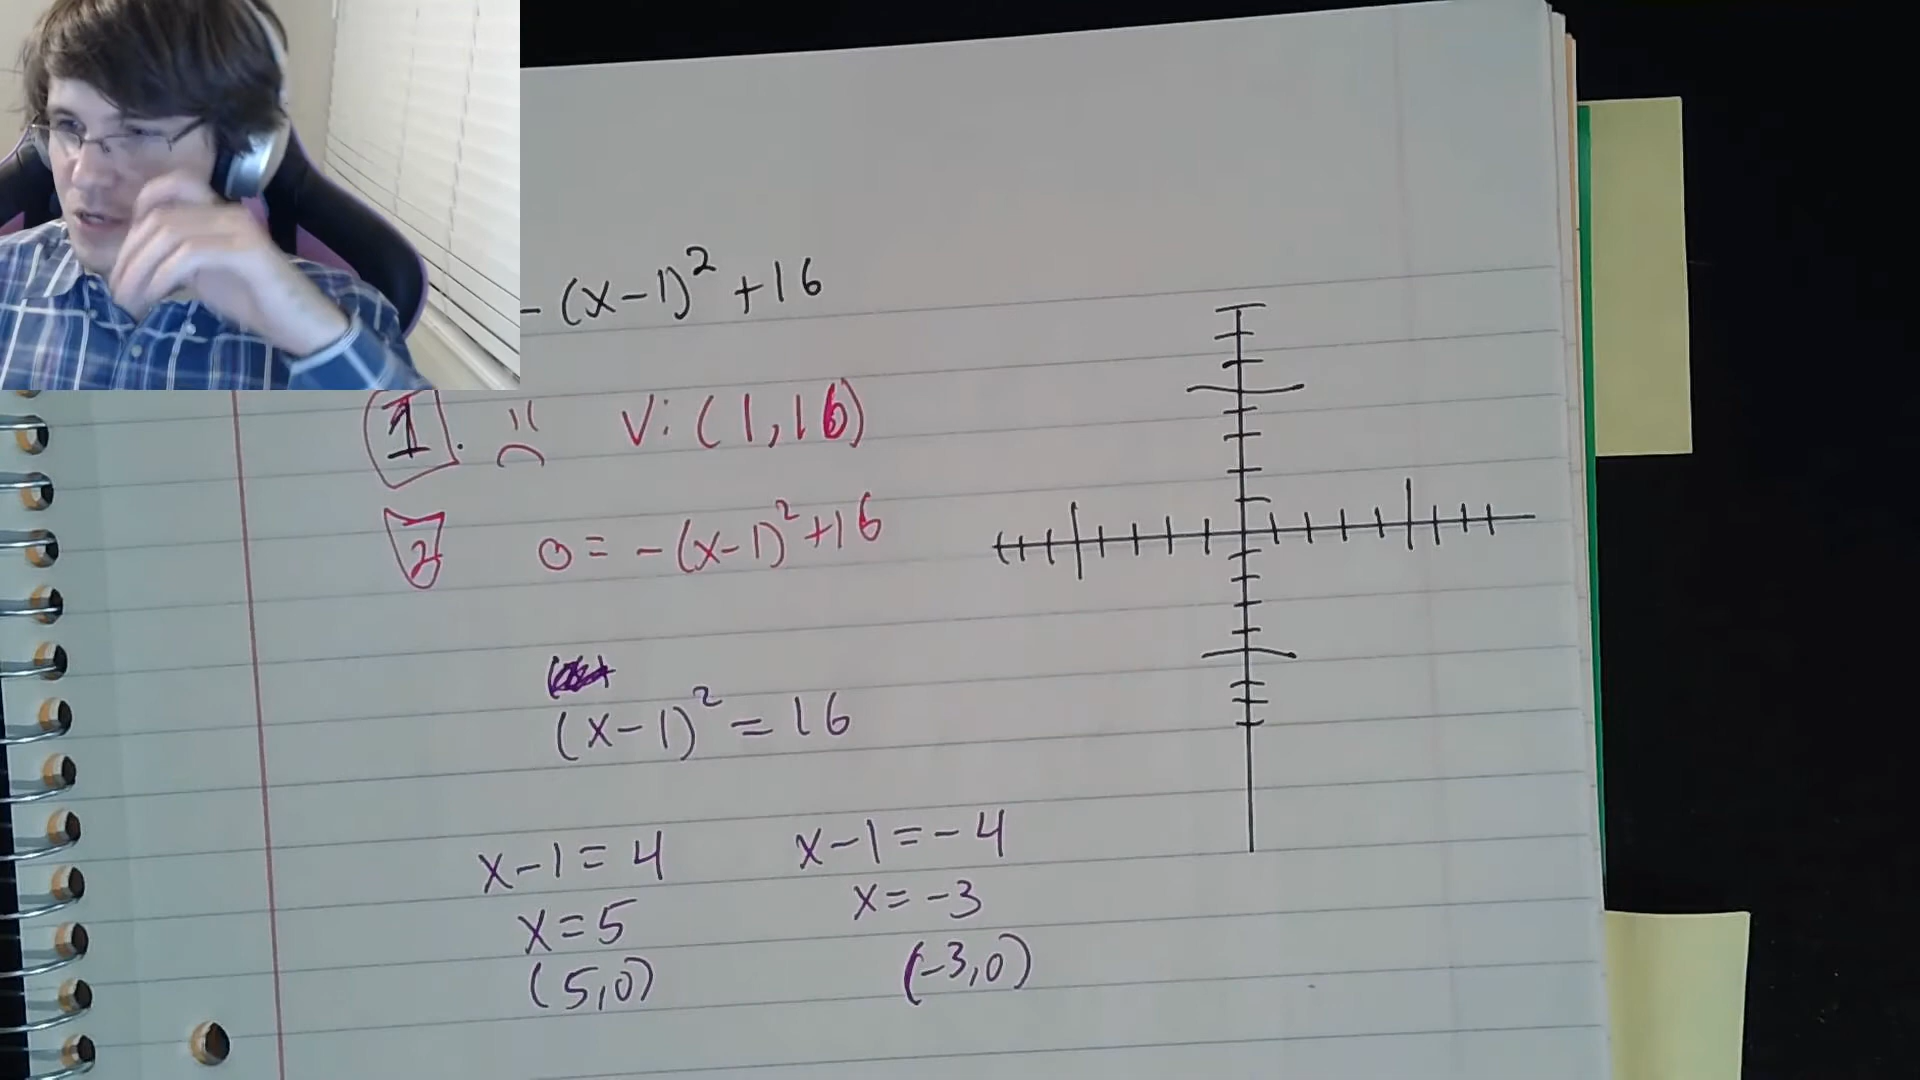 -(x-1)² +16
1. V: (1,16)
2 0 = -(x-1)² +16
(x-1)² = 16
x-1 = 4 x-1 = -4
x = 5 x = -3
(5,0) (-3,0)